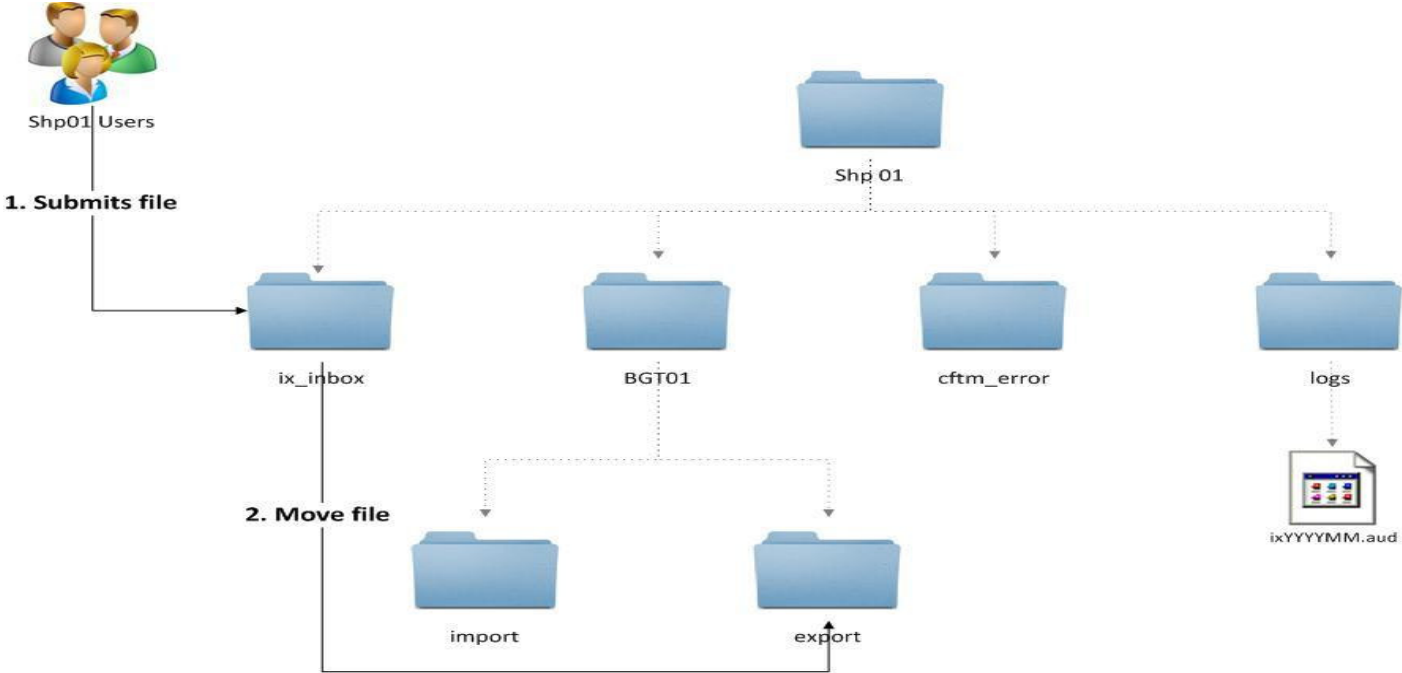 Shp01 Users
Shp 01
1. Submits file
ix_inbox
BGT01
cftm_error
logs
2. Move file
ixYYYYMM.aud
import
export